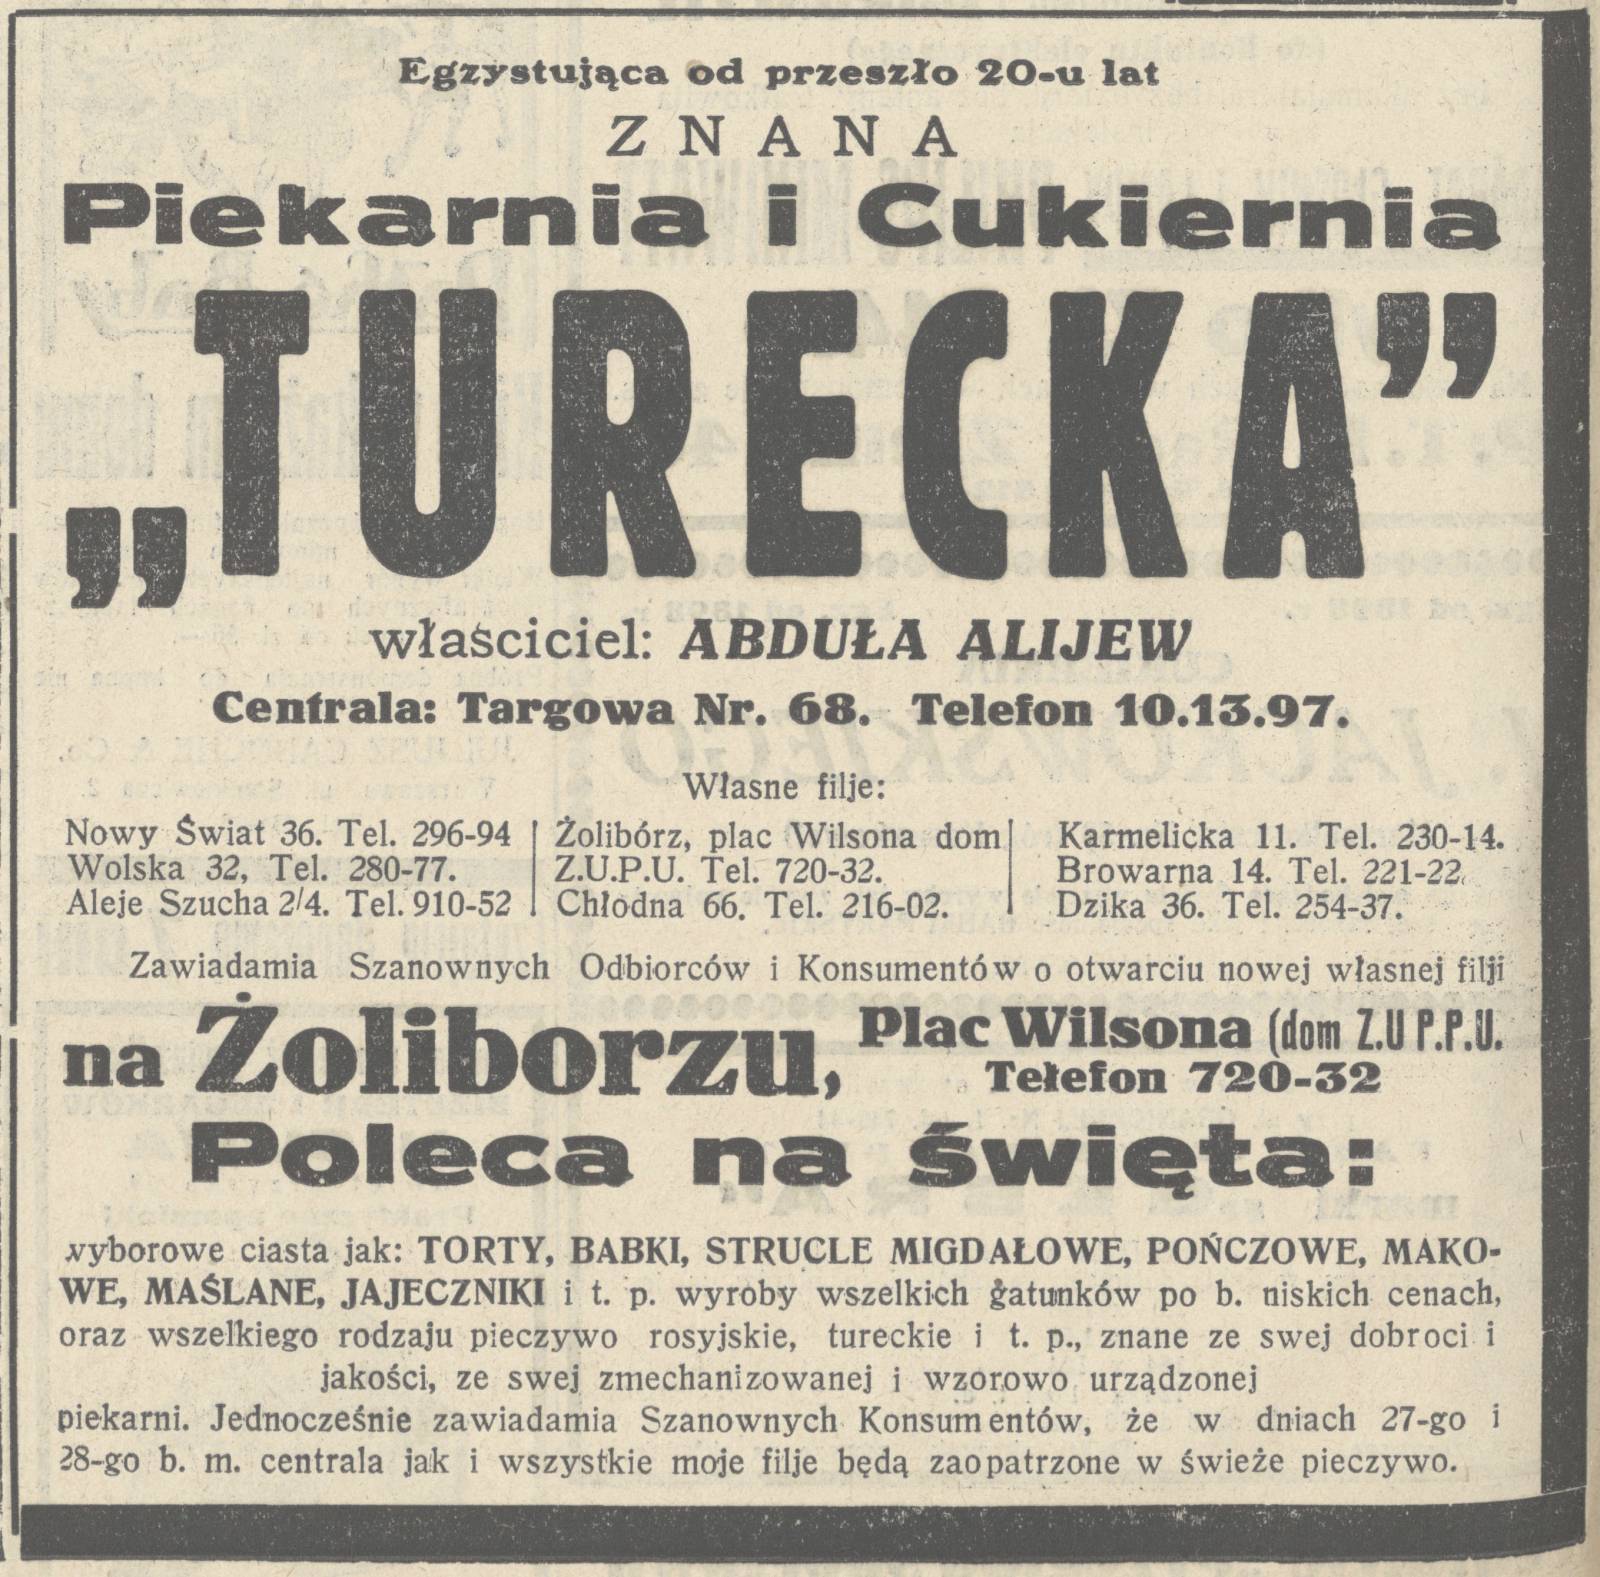 Egzystująca od przeszło 20-u lat
ZNANA
Piekarnia i Cukiernia
„TURECKA”
właściciel: ABDUŁA ALIJEW
Centrala: Targowa Nr. 68. Telefon 10.13.97.
Własne filje:
Nowy Świat 36. Tel. 296-94
Wolska 32, Tel. 280-77.
Aleje Szucha 2/4. Tel. 910-52
Żolibórz, plac Wilsona dom
Z.U.P.U. Tel. 720-32.
Chłodna 66. Tel. 216-02.
Karmelicka 11. Tel. 230-14.
Browarna 14. Tel. 221-22.
Dzika 36. Tel. 254-37.
Zawiadamia Szanownych Odbiorców i Konsumentów o otwarciu nowej własnej filji
na Żoliborzu, Plac Wilsona (dom Z.U P.P.U.
Telefon 720-32
Poleca na święta:
wyborowe ciasta jak: TORTY, BABKI, STRUCLE MIGDAŁOWE, POŃCZOWE, MAKO-
WE, MAŚLANE, JAJECZNIKI i t. p. wyroby wszelkich gatunków po b. niskich cenach,
oraz wszelkiego rodzaju pieczywo rosyjskie, tureckie i t. p., znane ze swej dobroci i
jakości, ze swej zmechanizowanej i wzorowo urządzonej
piekarni. Jednocześnie zawiadamia Szanownych Konsumentów, że w dniach 27-go i
28-go b. m. centrala jak i wszystkie moje filje będą zaopatrzone w świeże pieczywo.